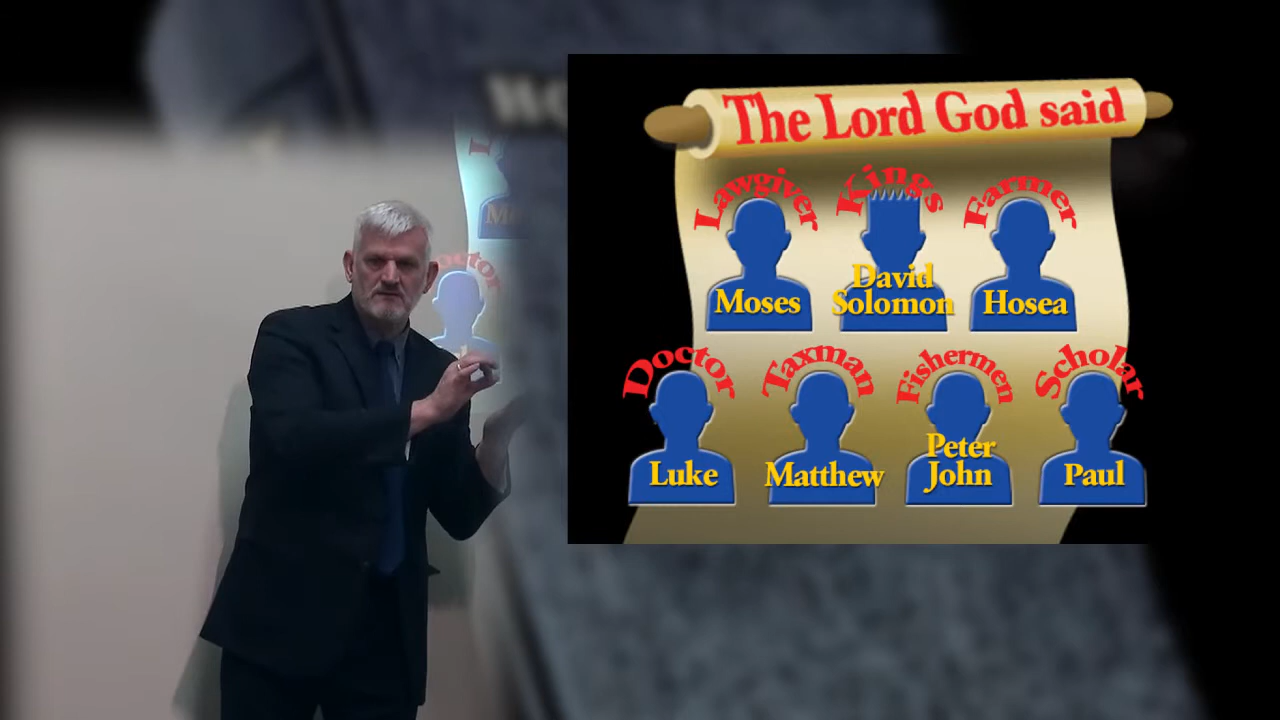 The Lord God said
Lawgiver Kings Farmer
Moses David Solomon Hosea
Doctor Taxman Fishermen Scholar
Luke Matthew Peter John Paul
Doctor